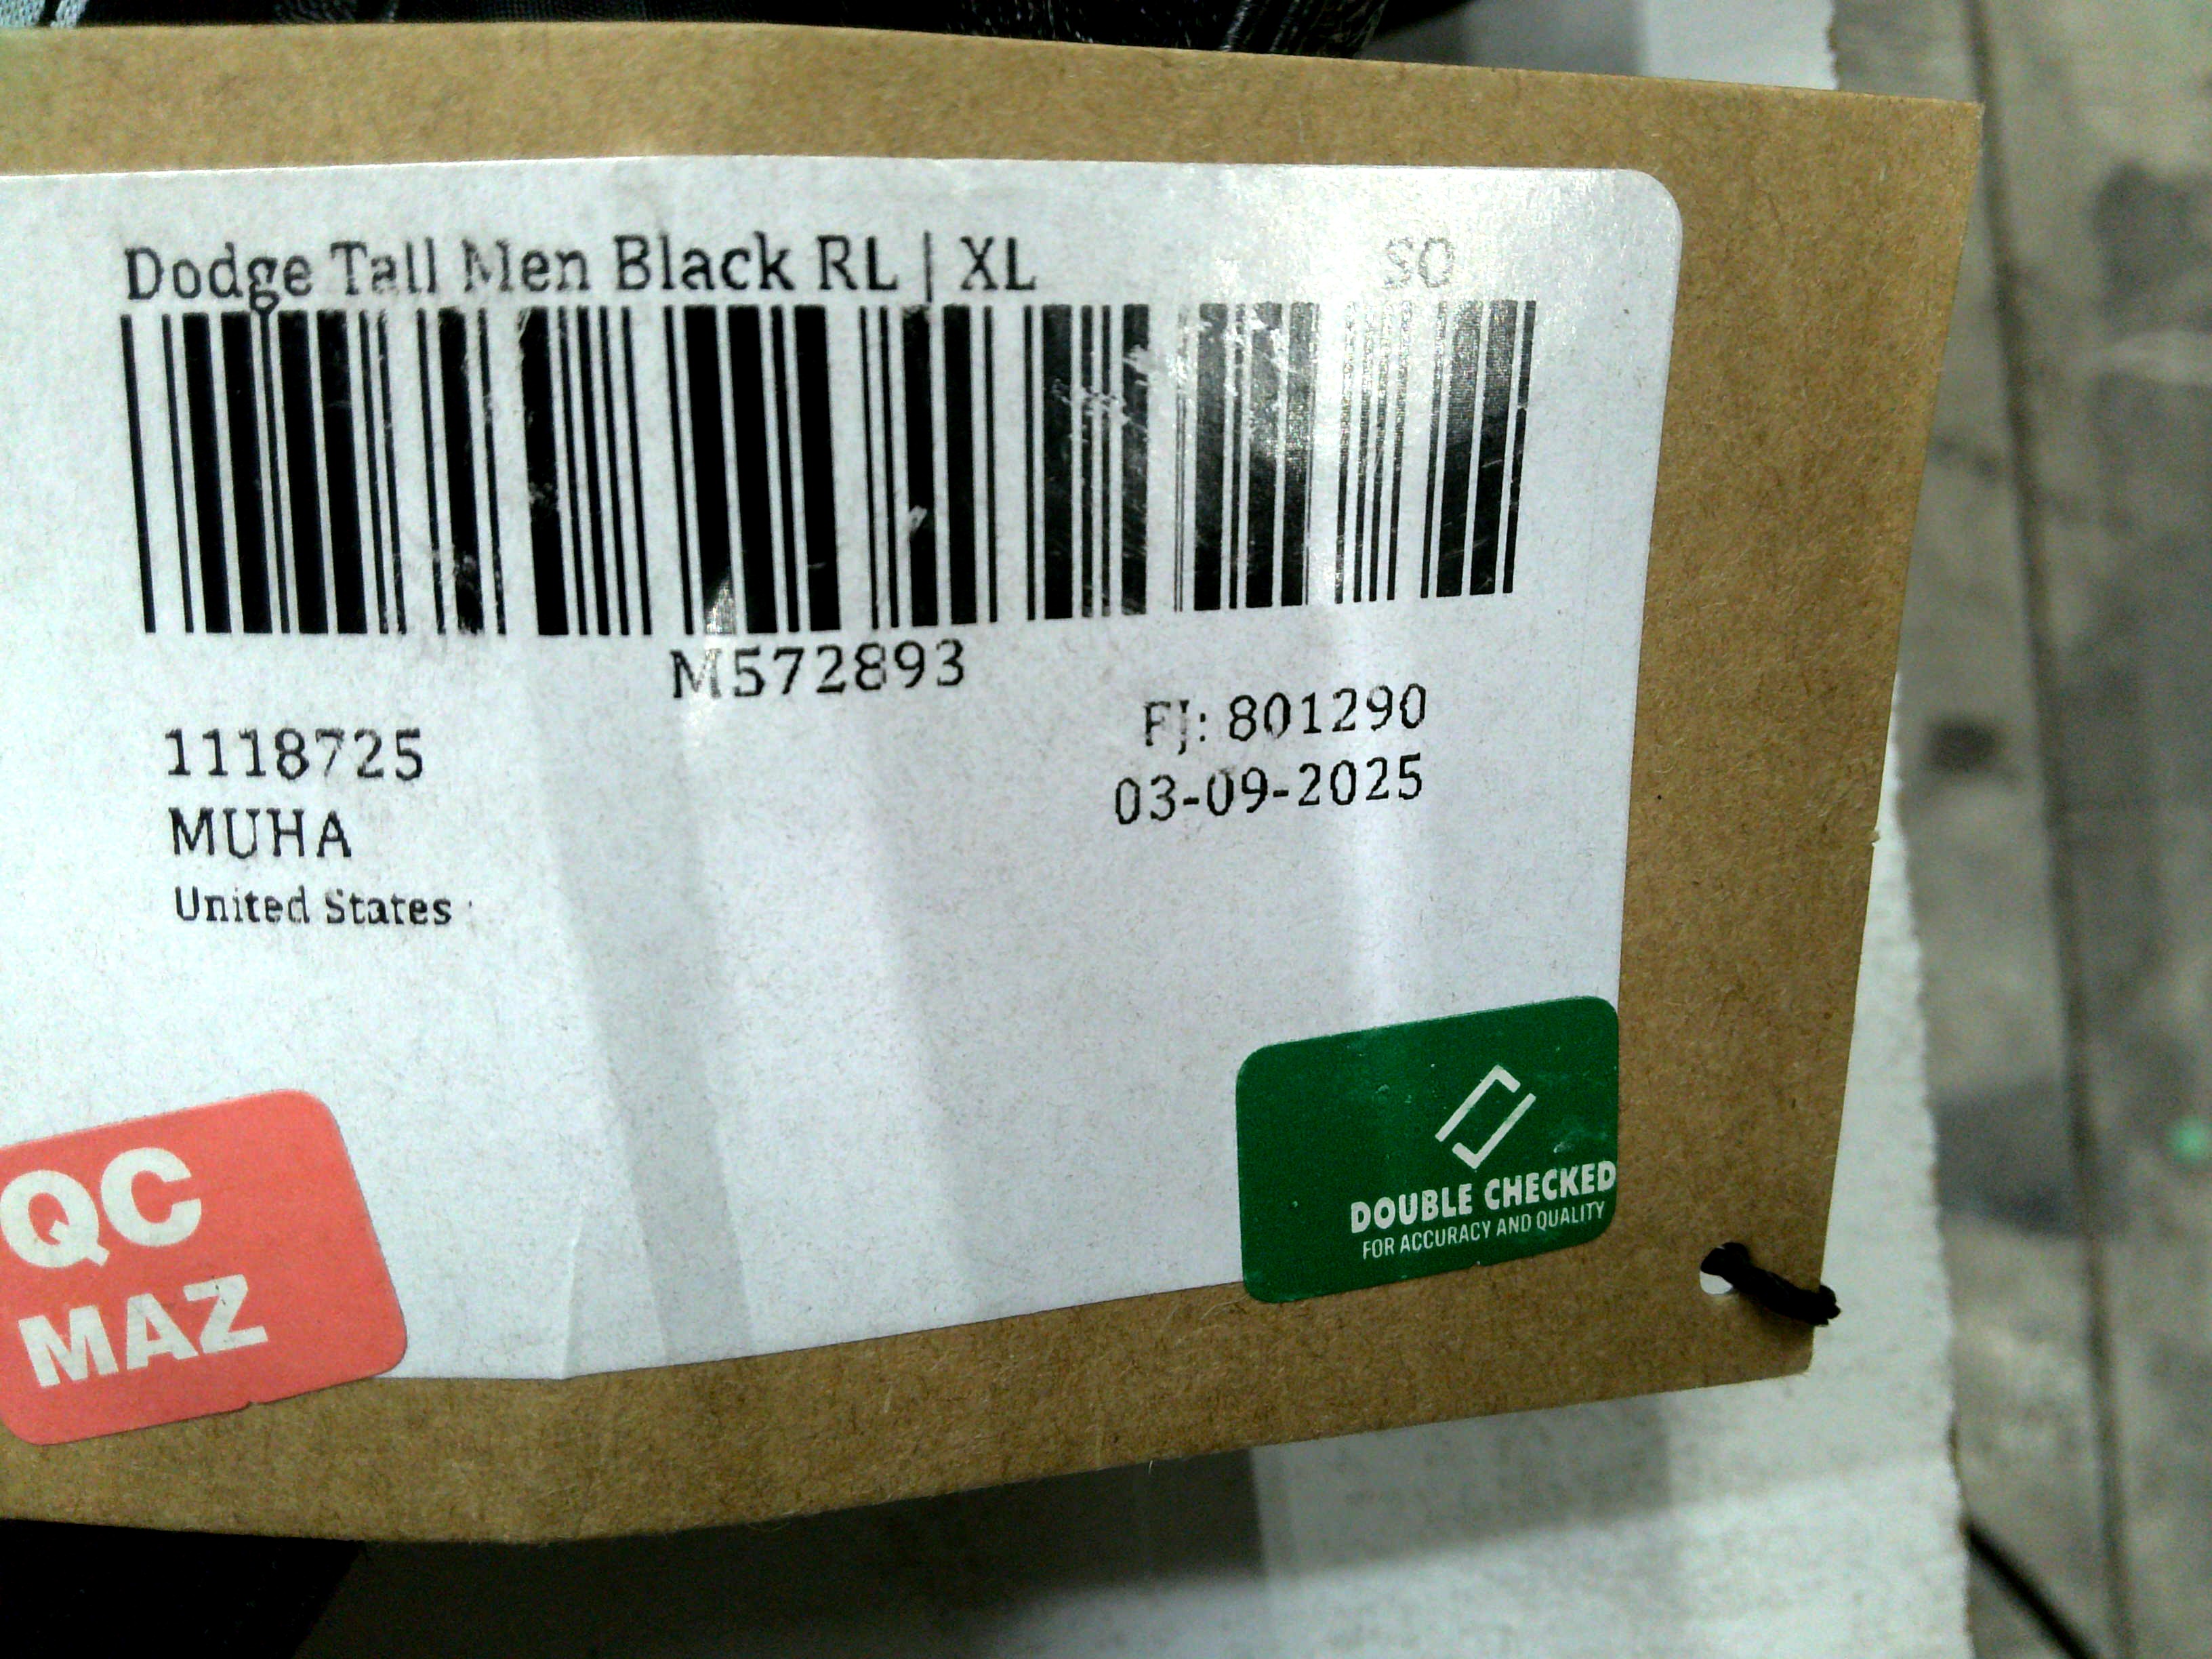 Dodge Tall Men Black RL | XL
SO
M572893
1118725
MUHA
United States
FJ: 801290
03-09-2025
QC
MAZ
DOUBLE CHECKED
FOR ACCURACY AND QUALITY